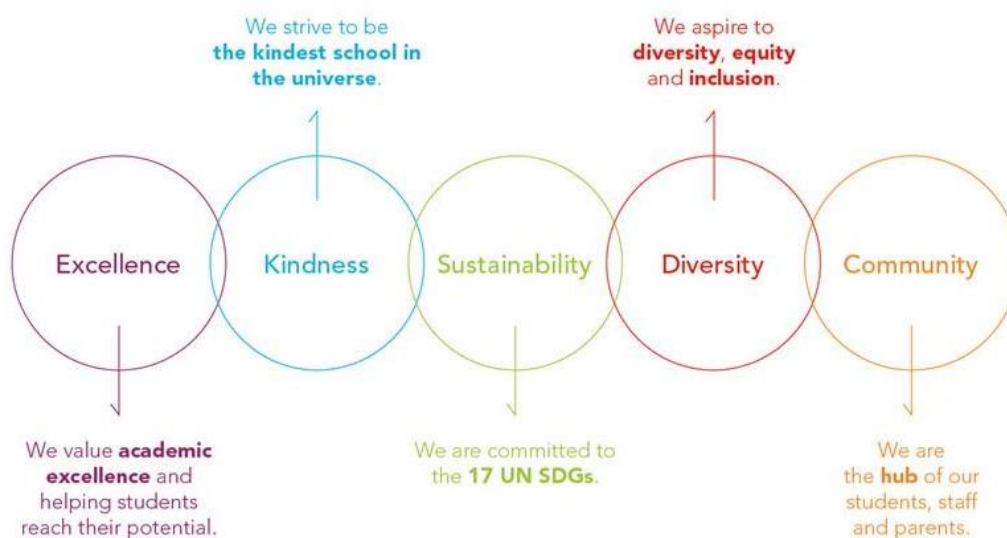 We strive to be
the kindest school in
the universe.
We aspire to
diversity, equity
and inclusion.
Excellence
Kindness
Sustainability
Diversity
Community
We value academic
excellence and
helping students
reach their potential.
We are committed to
the 17 UN SDGs.
We are
the hub of our
students, staff
and parents.